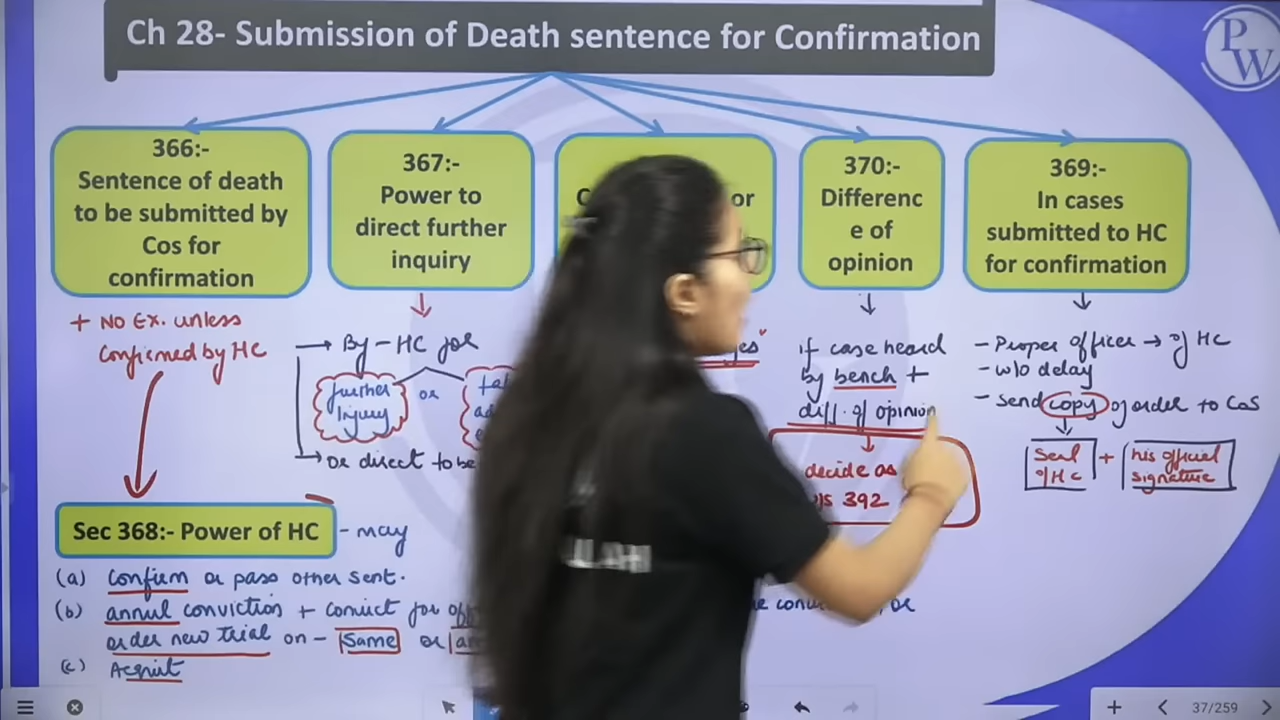 Ch 28- Submission of Death sentence for Confirmation
PW
366:-
Sentence of death
to be submitted by
Cos for
confirmation
+ NO Ex. unless
Confirmed by HC
367:-
Power to
direct further
inquiry
→ By - HC for
further
Injury
or
→ or direct to be
or
370:-
Differenc
e of
opinion
if case heard
by bench +
diff. of opinion
decide as
392
369:-
In cases
submitted to HC
for confirmation
- Proper officer → of HC
- w/o delay
- send copy of order to Cos
Seal
of HC
+
his official
signature
Sec 368:- Power of HC
- may
(a) Confirm or pass other sent.
(b) annul conviction + convict for
order new trial on - Same or
(c) Acquit
or
37/259